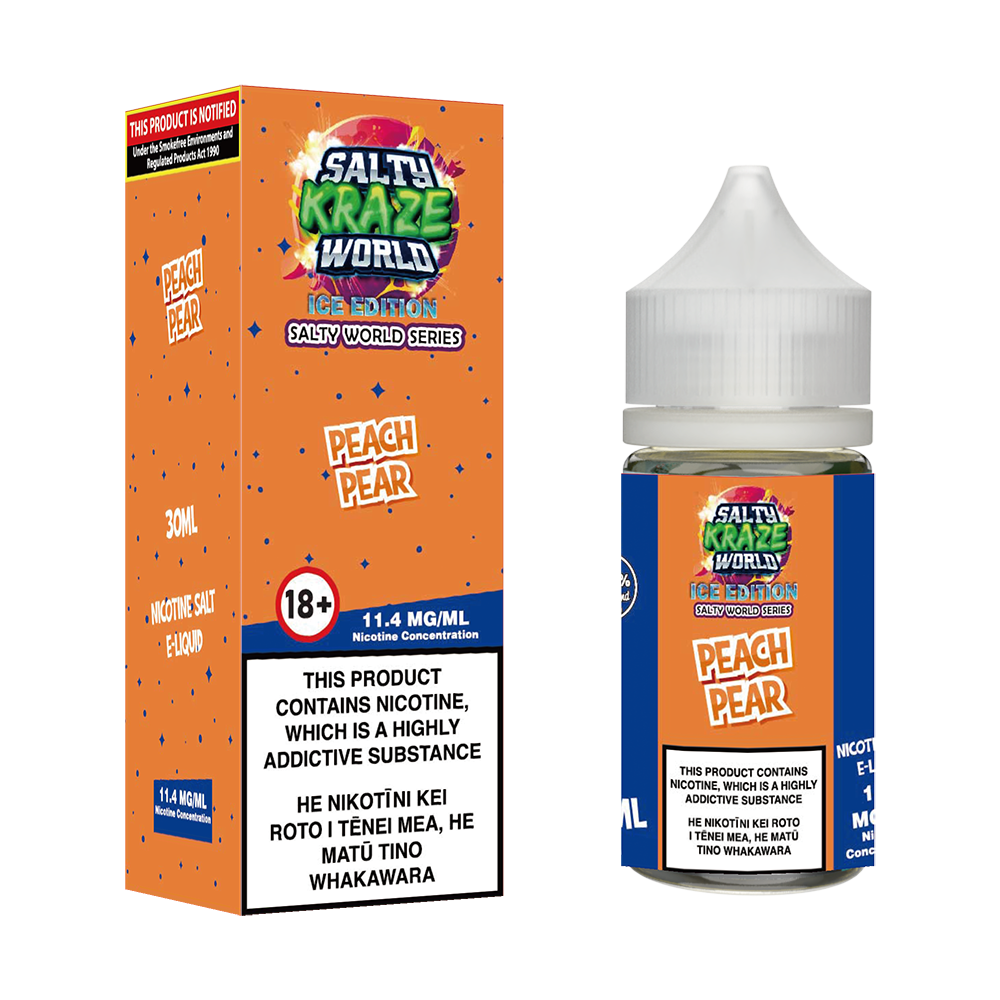 THIS PRODUCT IS NOTIFIED
Under the Smokefree Environments and
Regulated Products Act 1990
PEACH
PEAR
30ML
NICOTINE SALT
E-LIQUID
11.4 MG/ML
Nicotine Concentration
SALTY
KRAZE
WORLD
ICE EDITION
SALTY WORLD SERIES
PEACH
PEAR
18+
11.4 MG/ML
Nicotine Concentration
THIS PRODUCT
CONTAINS NICOTINE,
WHICH IS A HIGHLY
ADDICTIVE SUBSTANCE
HE NIKOTĪNI KEI
ROTO I TĒNEI MEA, HE
MATŪ TINO
WHAKAWARA
SALTY
KRAZE
WORLD
ICE EDITION
SALTY WORLD SERIES
PEACH
PEAR
THIS PRODUCT CONTAINS
NICOTINE, WHICH IS A HIGHLY
ADDICTIVE SUBSTANCE
HE NIKOTĪNI KEI ROTO
I TĒNEI MEA, HE MATŪ
TINO WHAKAWARA
ML